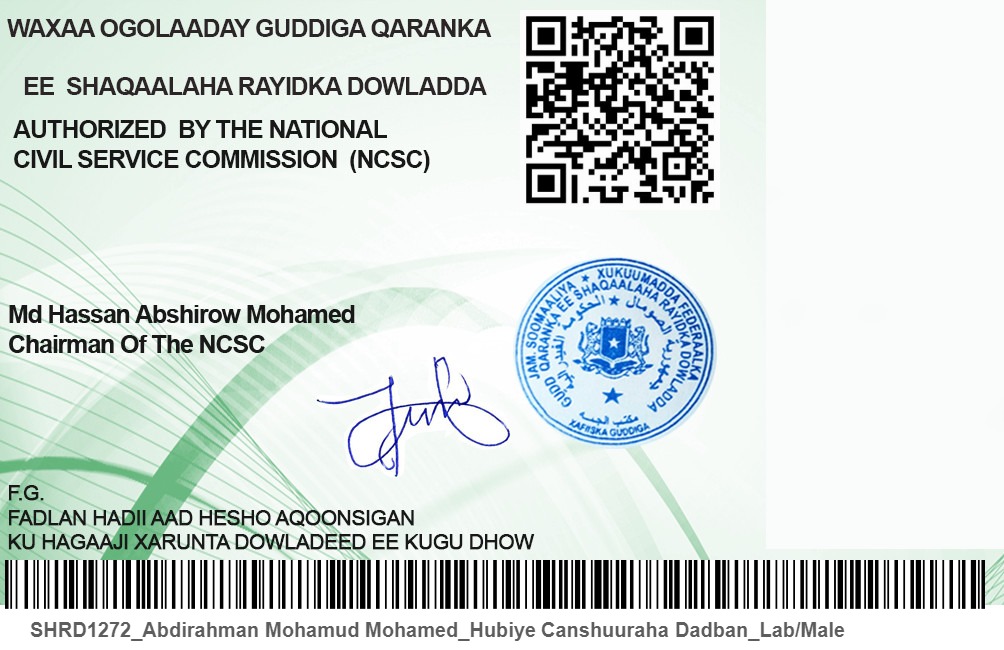 WAXAA OGOLAADAY GUDDIGA QARANKA
EE SHAQAALAHA RAYIDKA DOWLADDA
AUTHORIZED BY THE NATIONAL
CIVIL SERVICE COMMISSION (NCSC)
Md Hassan Abshirow Mohamed
Chairman Of The NCSC
JAM. SOOMAALIYA ★ XUKUUMADDA FEDERAALKA
GUDD QARANKA EE SHAQAALAHA RAYIDKA DOWLADDA
جمهورية الصومال ★ الحكومة الفيدرالية
مكتب
XAFIISKA GUDDIGA
F.G.
FADLAN HADII AAD HESHO AQOONSIGAN
KU HAGAAJI XARUNTA DOWLADEED EE KUGU DHOW
SHRD1272_Abdirahman Mohamud Mohamed_Hubiye Canshuuraha Dadban_Lab/Male